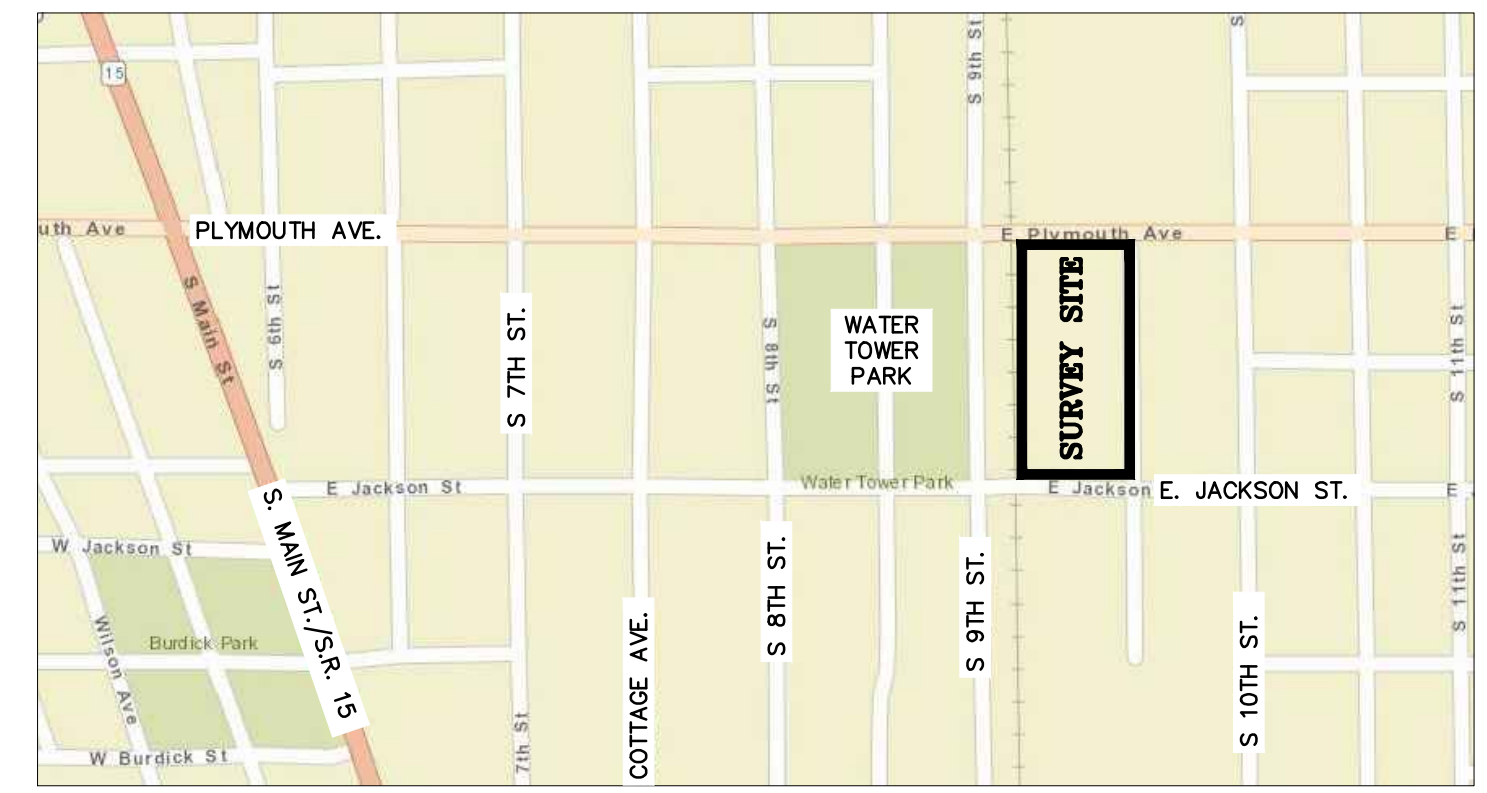 S 9th St
S
15
uth Ave
PLYMOUTH AVE.
E Plymouth Ave
E
S Main St
S 6th St
S 7TH ST.
S 8th St
WATER
TOWER
PARK
SURVEY SITE
S 11th St
E Jackson St
Water Tower Park
E Jackson
E. JACKSON ST.
E
W Jackson St
S. MAIN ST./S.R. 15
S 8TH ST.
S 9TH ST.
S 11th St
Burdick Park
Wilson Ave
COTTAGE AVE.
S 10TH ST.
7th St
W Burdick St